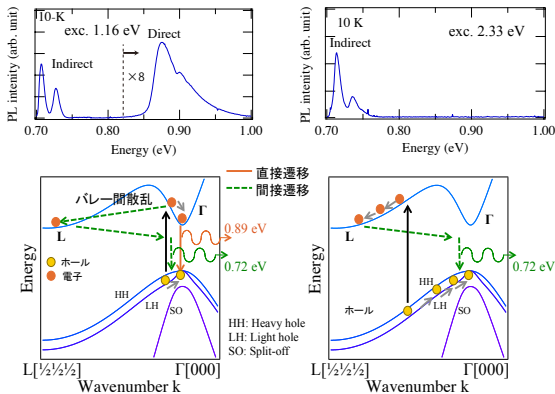 10-K
exc. 1.16 eV
Direct
Indirect
×8
PL intenity (arb. unit)
0.70
0.80
0.90
1.00
Energy (eV)
10 K
exc. 2.33 eV
Indirect
PL intenity (arb. unit)
0.70
0.80
0.90
1.00
Energy (eV)
直接遷移
間接遷移
バレー間散乱
Γ
L
0.89 eV
0.72 eV
ホール
電子
HH
LH
SO
HH: Heavy hole
LH: Light hole
SO: Split-off
Energy
L[½½½]
Γ[000]
Wavenumber k
Γ
L
0.72 eV
ホール
HH
LH
SO
Energy
L[½½½]
Γ[000]
Wavenumber k